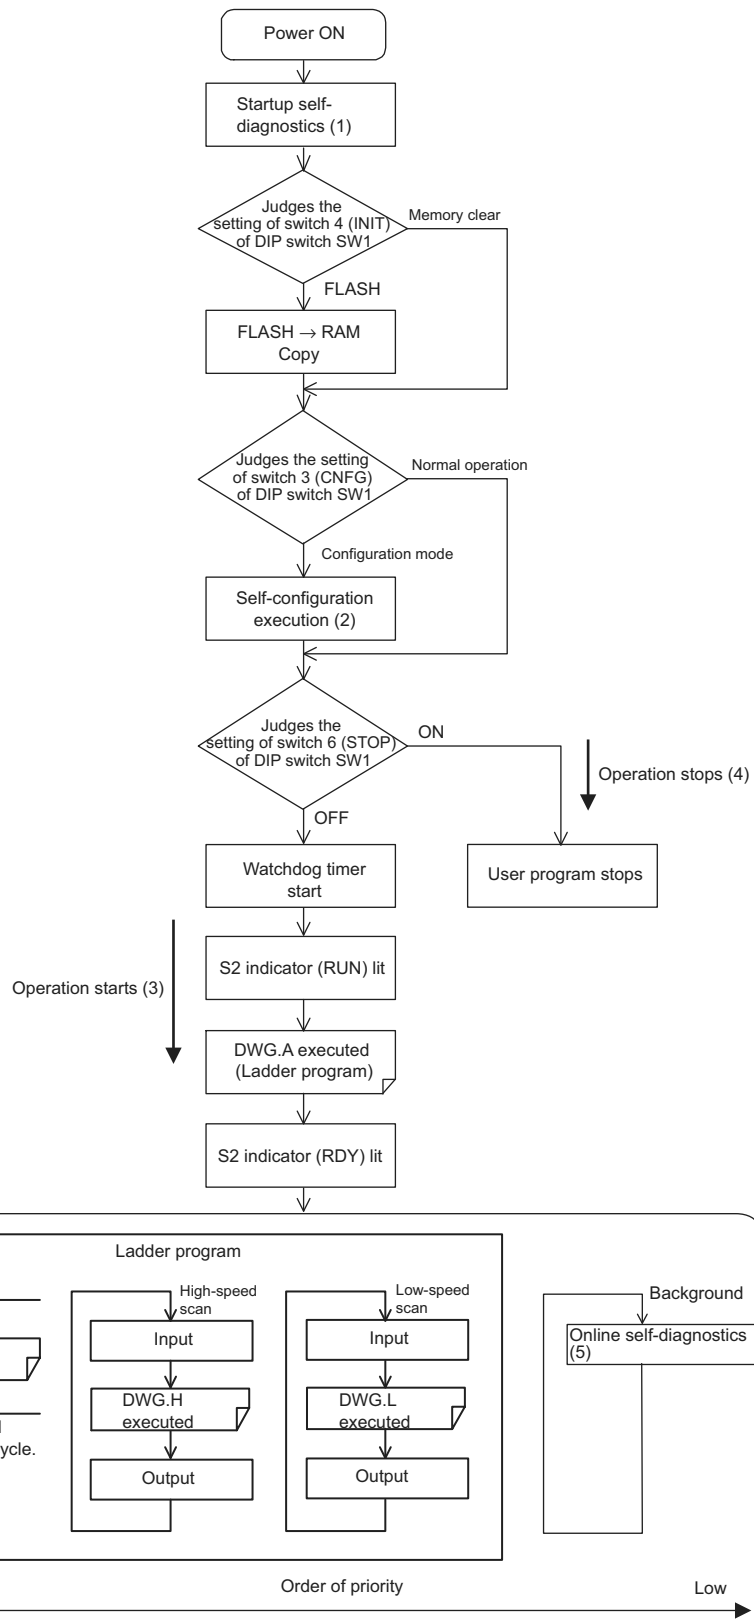 Power ON
Startup self-
diagnostics (1)
Judges the
setting of switch 4 (INIT)
of DIP switch SW1
Memory clear
FLASH
FLASH → RAM
Copy
Judges the setting
of switch 3 (CNFG)
of DIP switch SW1
Normal operation
Configuration mode
Self-configuration
execution (2)
Judges the
setting of switch 6 (STOP)
of DIP switch SW1
ON
Operation stops (4)
OFF
Watchdog timer
start
User program stops
S2 indicator (RUN) lit
Operation starts (3)
DWG.A executed
(Ladder program)
S2 indicator (RDY) lit
Ladder program
High-speed
scan
Input
DWG.H
executed
Output
Low-speed
scan
Input
DWG.L
executed
Output
Background
Online self-diagnostics
(5)
ycle.
Order of priority
Low